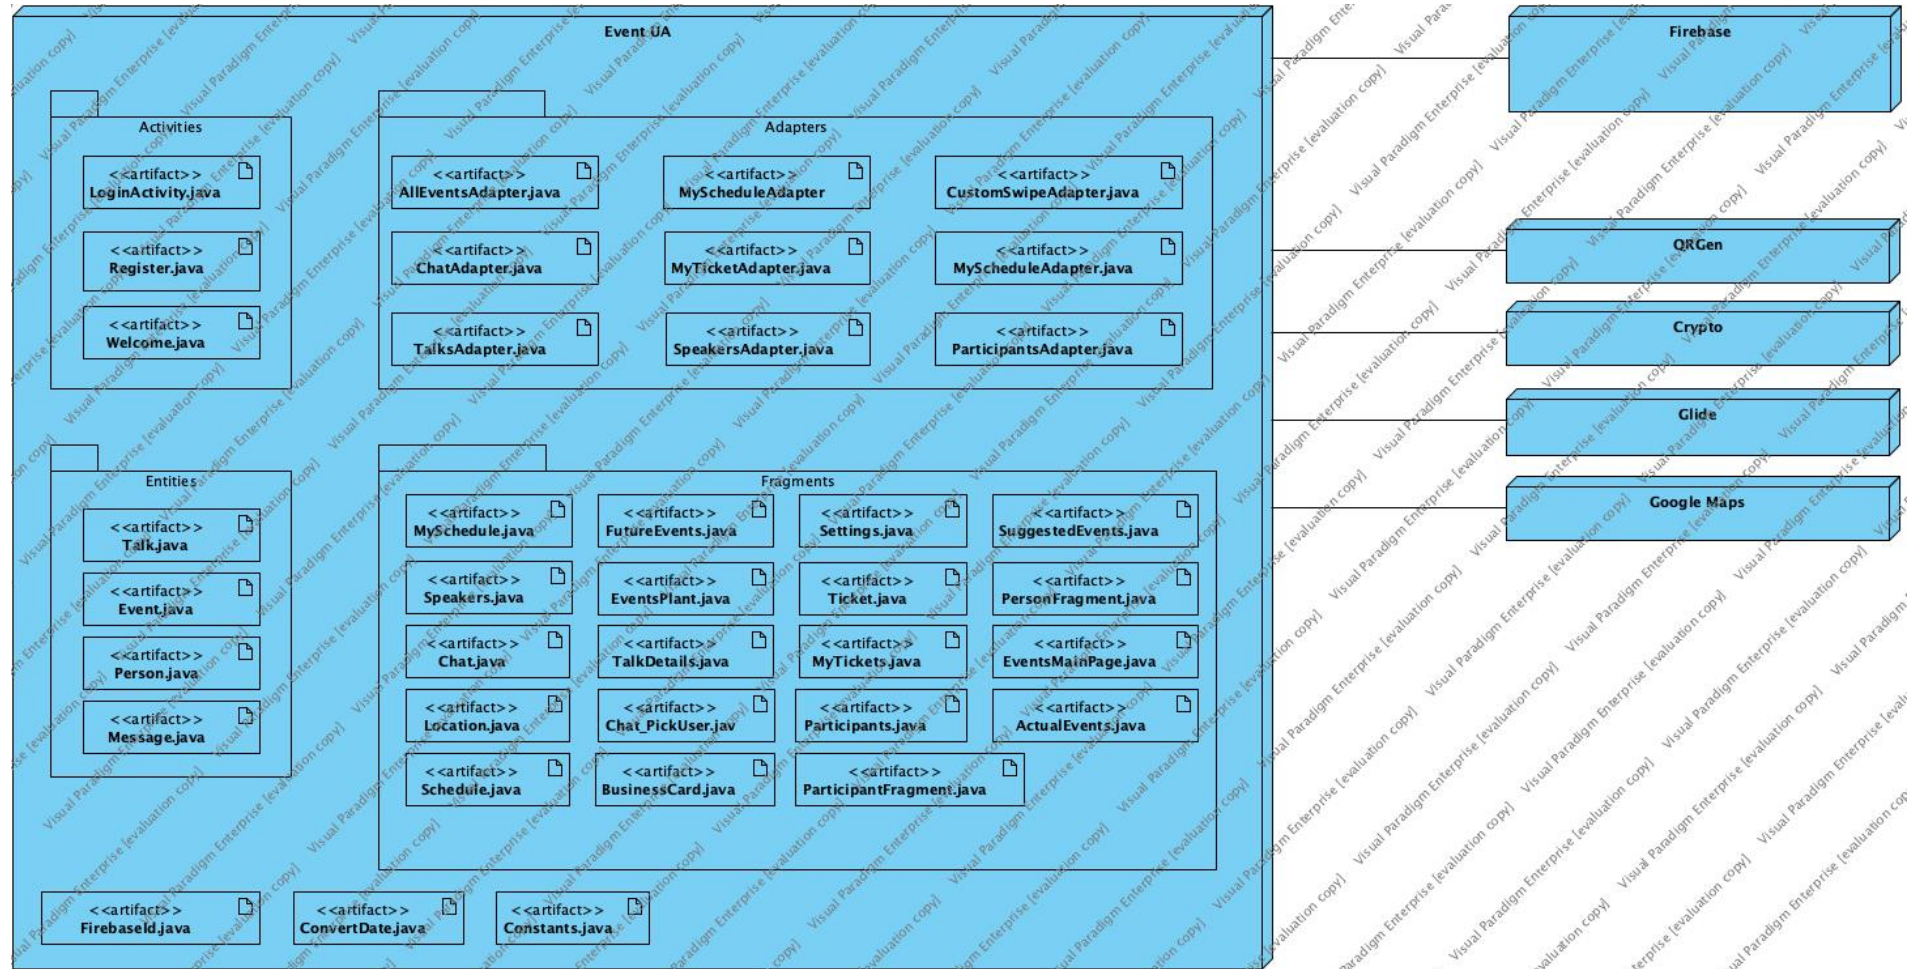 Event UA
Activities
<<artifact>>
LoginActivity.java
<<artifact>>
Register.java
<<artifact>>
Welcome.java
Adapters
<<artifact>>
AllEventsAdapter.java
<<artifact>>
MyScheduleAdapter
<<artifact>>
CustomSwipeAdapter.java
<<artifact>>
ChatAdapter.java
<<artifact>>
MyTicketAdapter.java
<<artifact>>
MyScheduleAdapter.java
<<artifact>>
TalksAdapter.java
<<artifact>>
SpeakersAdapter.java
<<artifact>>
ParticipantsAdapter.java
Entities
<<artifact>>
Talk.java
<<artifact>>
Event.java
<<artifact>>
Person.java
<<artifact>>
Message.java
Fragments
<<artifact>>
MySchedule.java
<<artifact>>
FutureEvents.java
<<artifact>>
Settings.java
<<artifact>>
SuggestedEvents.java
<<artifact>>
Speakers.java
<<artifact>>
EventsPlant.java
<<artifact>>
Ticket.java
<<artifact>>
PersonFragment.java
<<artifact>>
Chat.java
<<artifact>>
TalkDetails.java
<<artifact>>
MyTickets.java
<<artifact>>
EventsMainPage.java
<<artifact>>
Location.java
<<artifact>>
Chat_PickUser.jav
<<artifact>>
Participants.java
<<artifact>>
ActualEvents.java
<<artifact>>
Schedule.java
<<artifact>>
BusinessCard.java
<<artifact>>
ParticipantFragment.java
<<artifact>>
FirebaseId.java
<<artifact>>
ConvertDate.java
<<artifact>>
Constants.java
Firebase
QRGen
Crypto
Glide
Google Maps
Visual Paradigm Enterprise [evaluation copy]